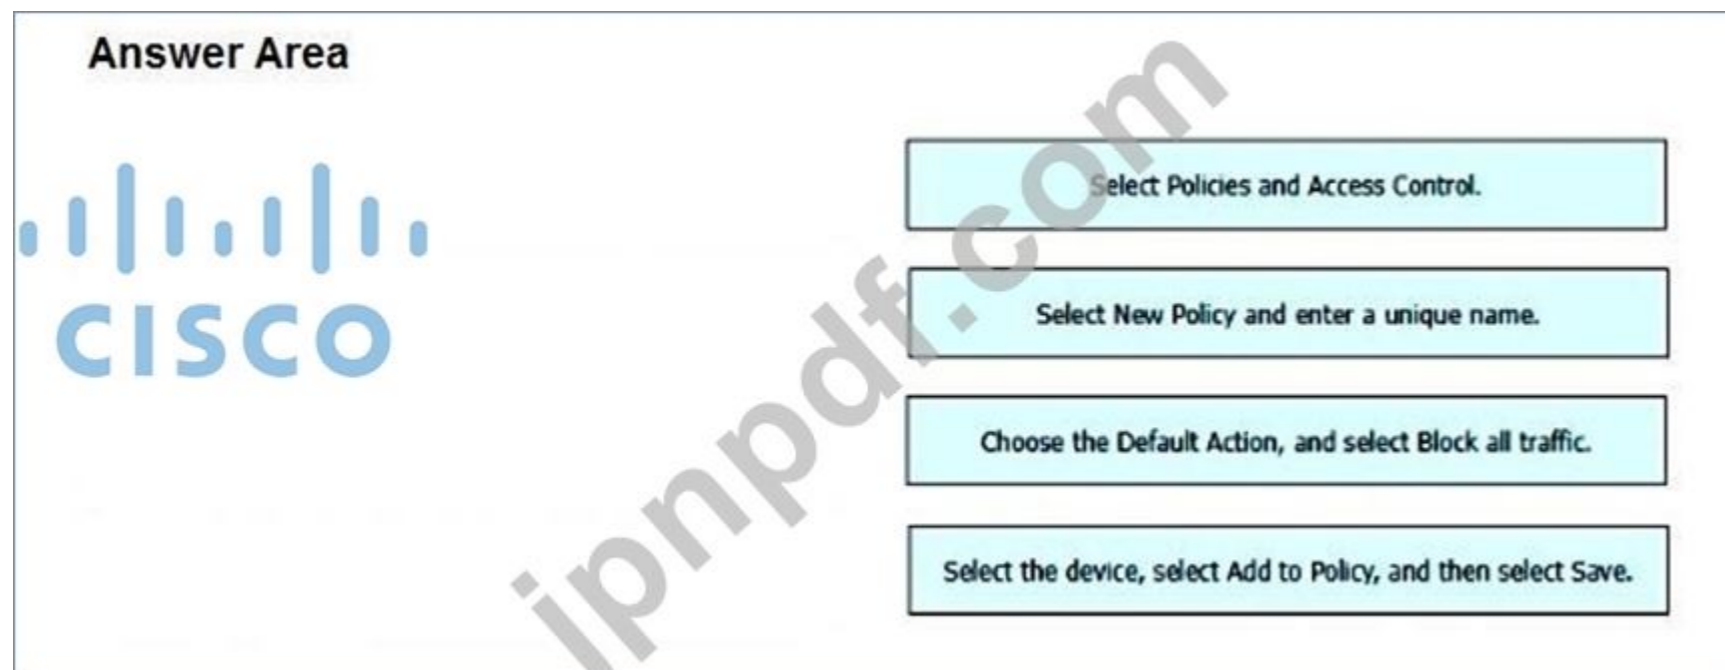 Answer Area
CISCO
Select Policies and Access Control.
Select New Policy and enter a unique name.
Choose the Default Action, and select Block all traffic.
Select the device, select Add to Policy, and then select Save.
ipnpdf.com